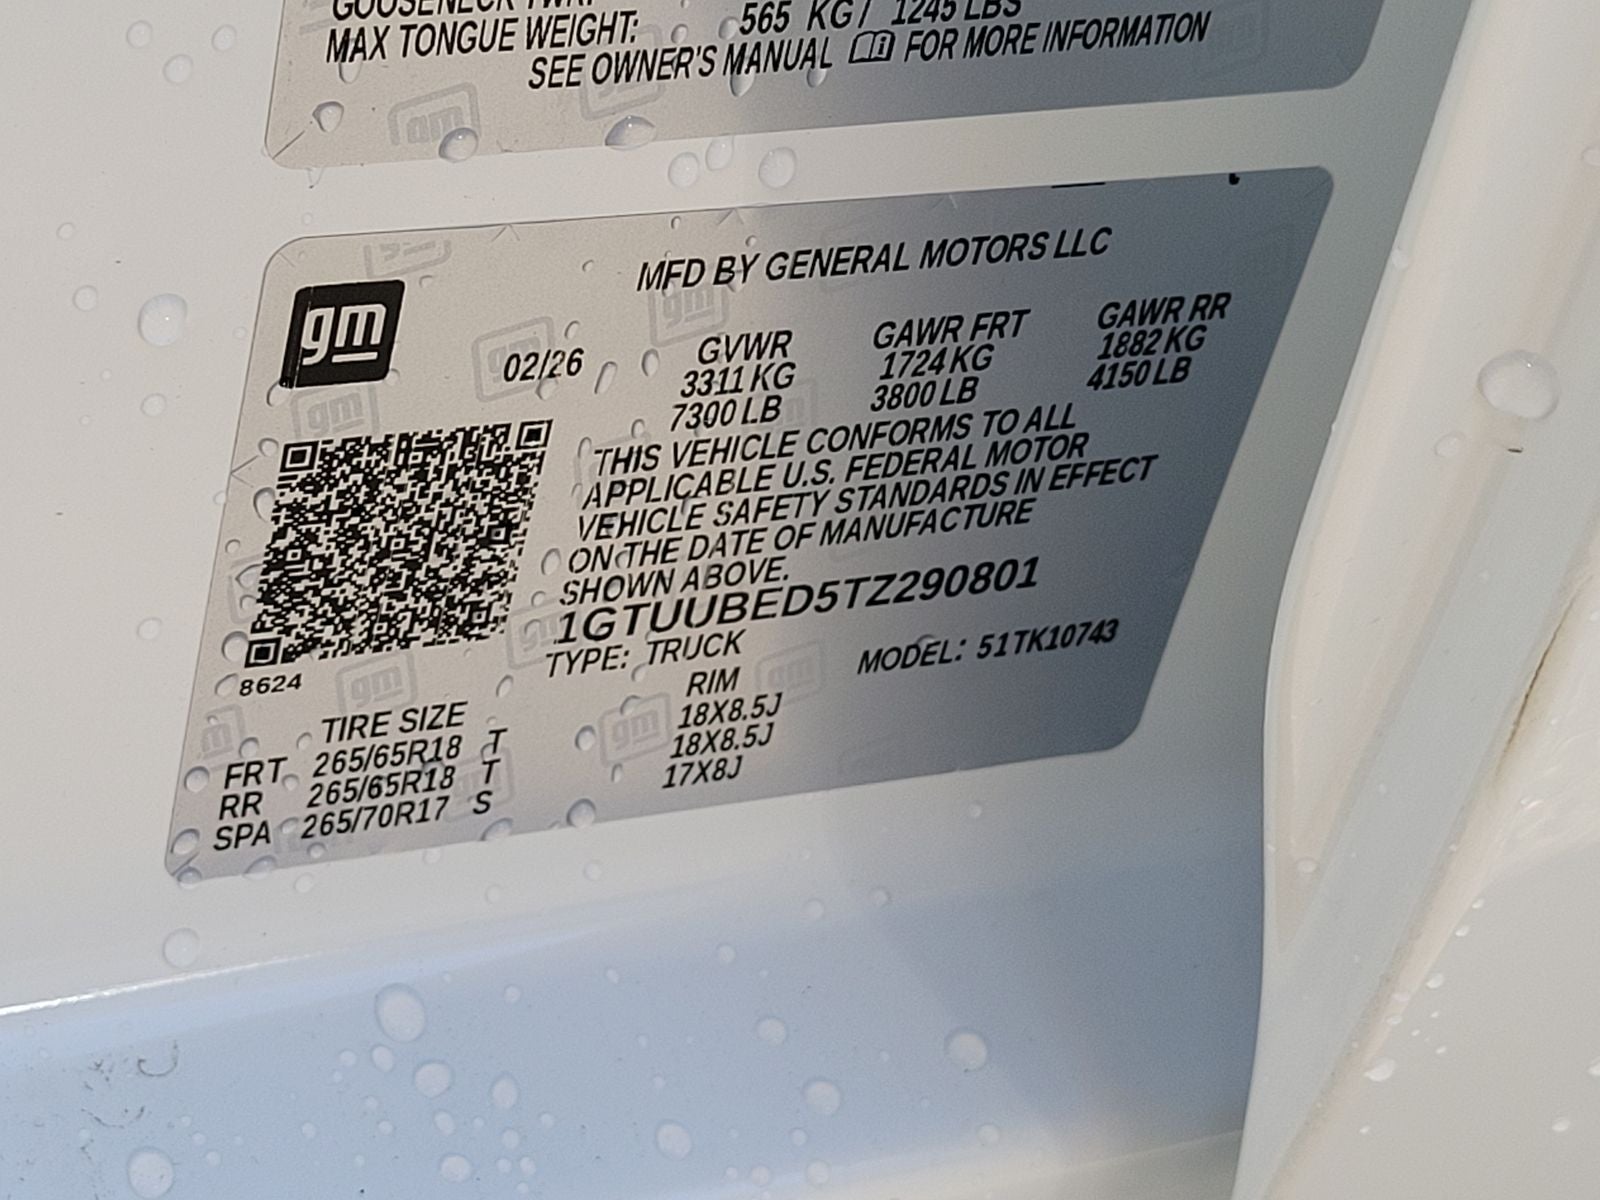 GOOSENECK TWR:
MAX TONGUE WEIGHT: 565 KG / 1245 LBS
SEE OWNER'S MANUAL FOR MORE INFORMATION
gm
MFD BY GENERAL MOTORS LLC
02/26
GVWR GAWR FRT GAWR RR
3311 KG 1724 KG 1882 KG
7300 LB 3800 LB 4150 LB
THIS VEHICLE CONFORMS TO ALL
APPLICABLE U.S. FEDERAL MOTOR
VEHICLE SAFETY STANDARDS IN EFFECT
ON THE DATE OF MANUFACTURE
SHOWN ABOVE.
1GTUUBED5TZ290801
TYPE: TRUCK MODEL: 51TK10743
8624
TIRE SIZE RIM
FRT 265/65R18 T 18X8.5J
RR 265/65R18 T 18X8.5J
SPA 265/70R17 S 17X8J